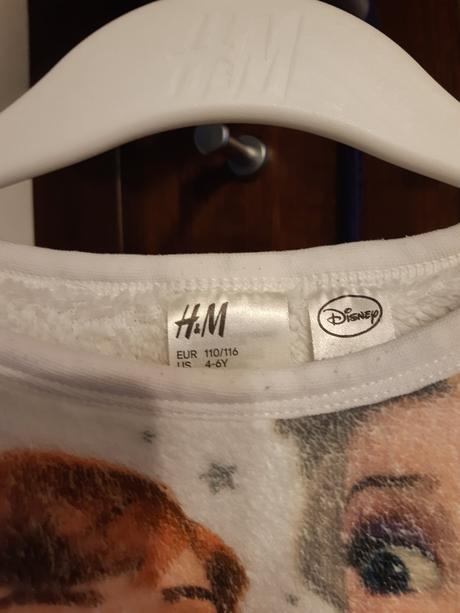 H&M
H&M
Disney
EUR 110/116
US 4-6Y